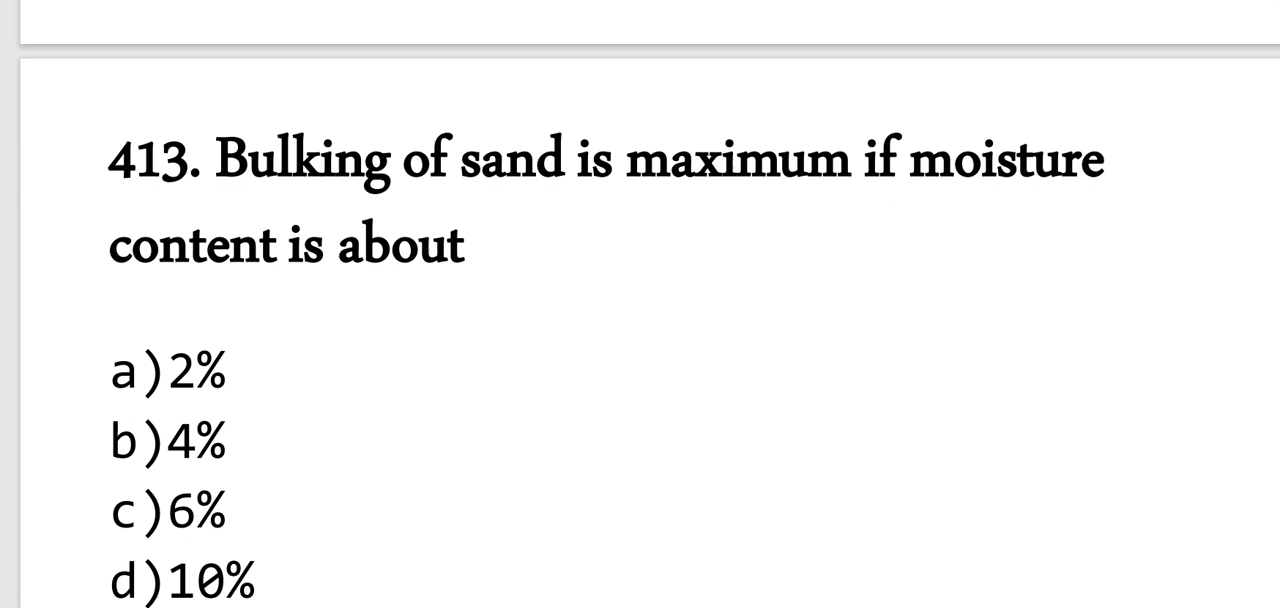 413. Bulking of sand is maximum if moisture
content is about
a)2%
b)4%
c)6%
d)10%